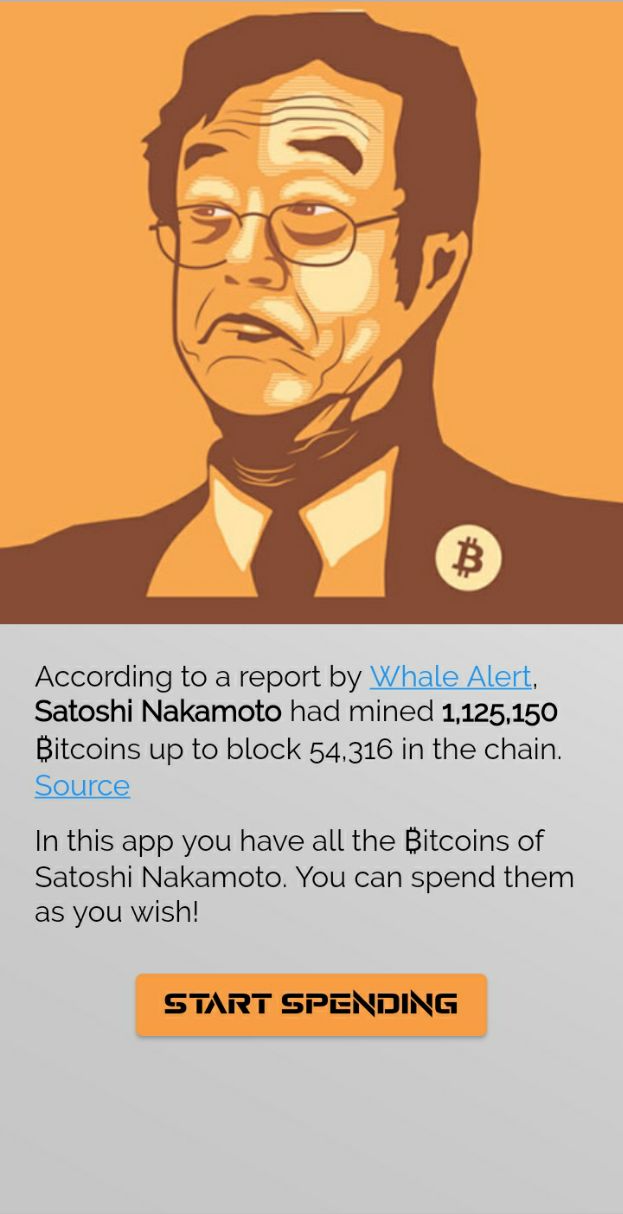 ₿
According to a report by Whale Alert,
Satoshi Nakamoto had mined 1,125,150
₿itcoins up to block 54,316 in the chain.
Source
In this app you have all the ₿itcoins of
Satoshi Nakamoto. You can spend them
as you wish!
START SPENDING